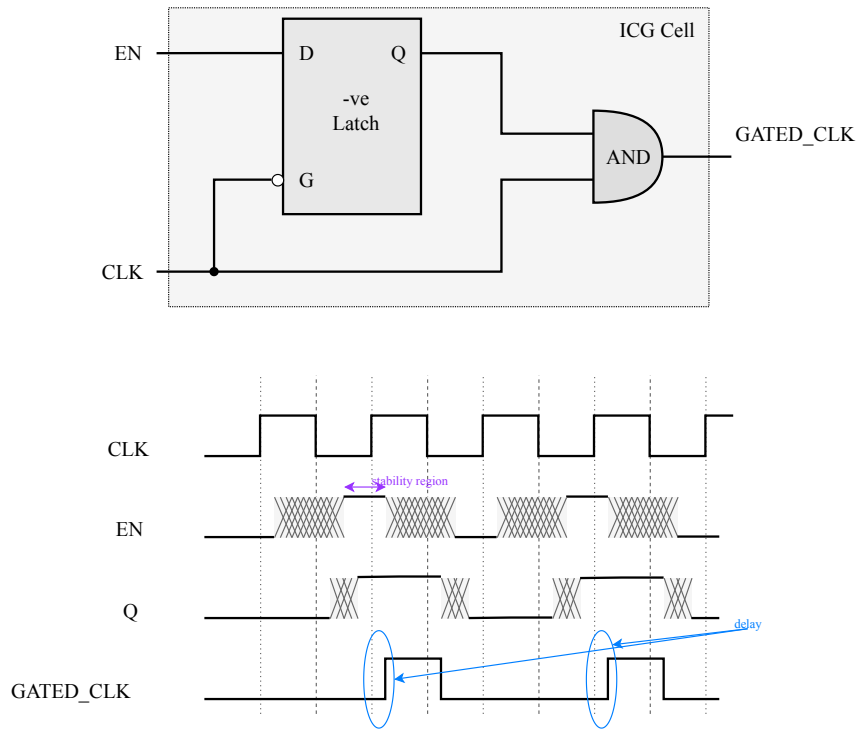 ICG Cell
EN
D
Q
-ve
Latch
GATED_CLK
AND
G
CLK
CLK
stability region
EN
Q
delay
GATED_CLK